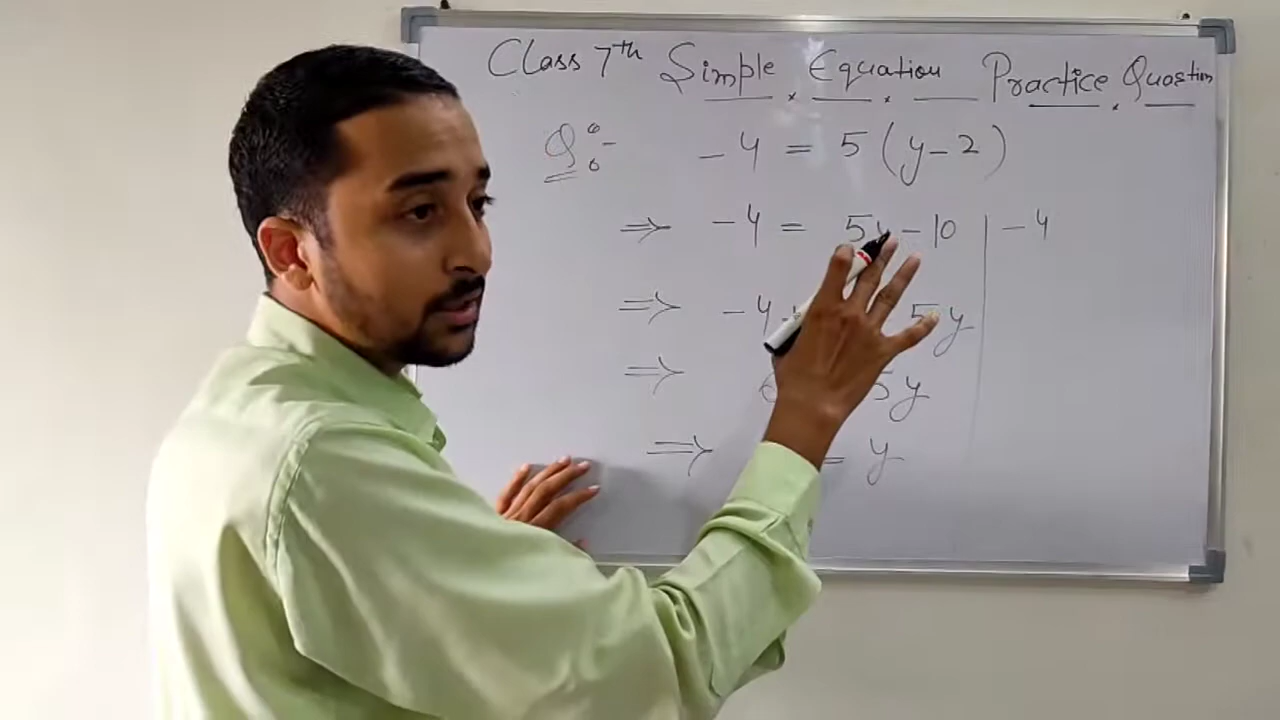 Class 7th Simple Equation Practice Question
Q:- -4 = 5(y-2)
⇒ -4 = 5y-10 | -4
⇒ -4 5y
⇒ 5y
⇒ = y